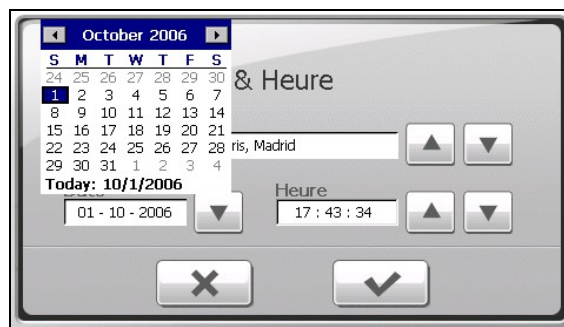 October 2006
S M T W T F S
24 25 26 27 28 29 30
1 2 3 4 5 6 7
8 9 10 11 12 13 14
15 16 17 18 19 20 21
22 23 24 25 26 27 28
29 30 31 1 2 3 4
Today: 10/1/2006
& Heure
ris, Madrid
Date Heure
01 - 10 - 2006 17 : 43 : 34